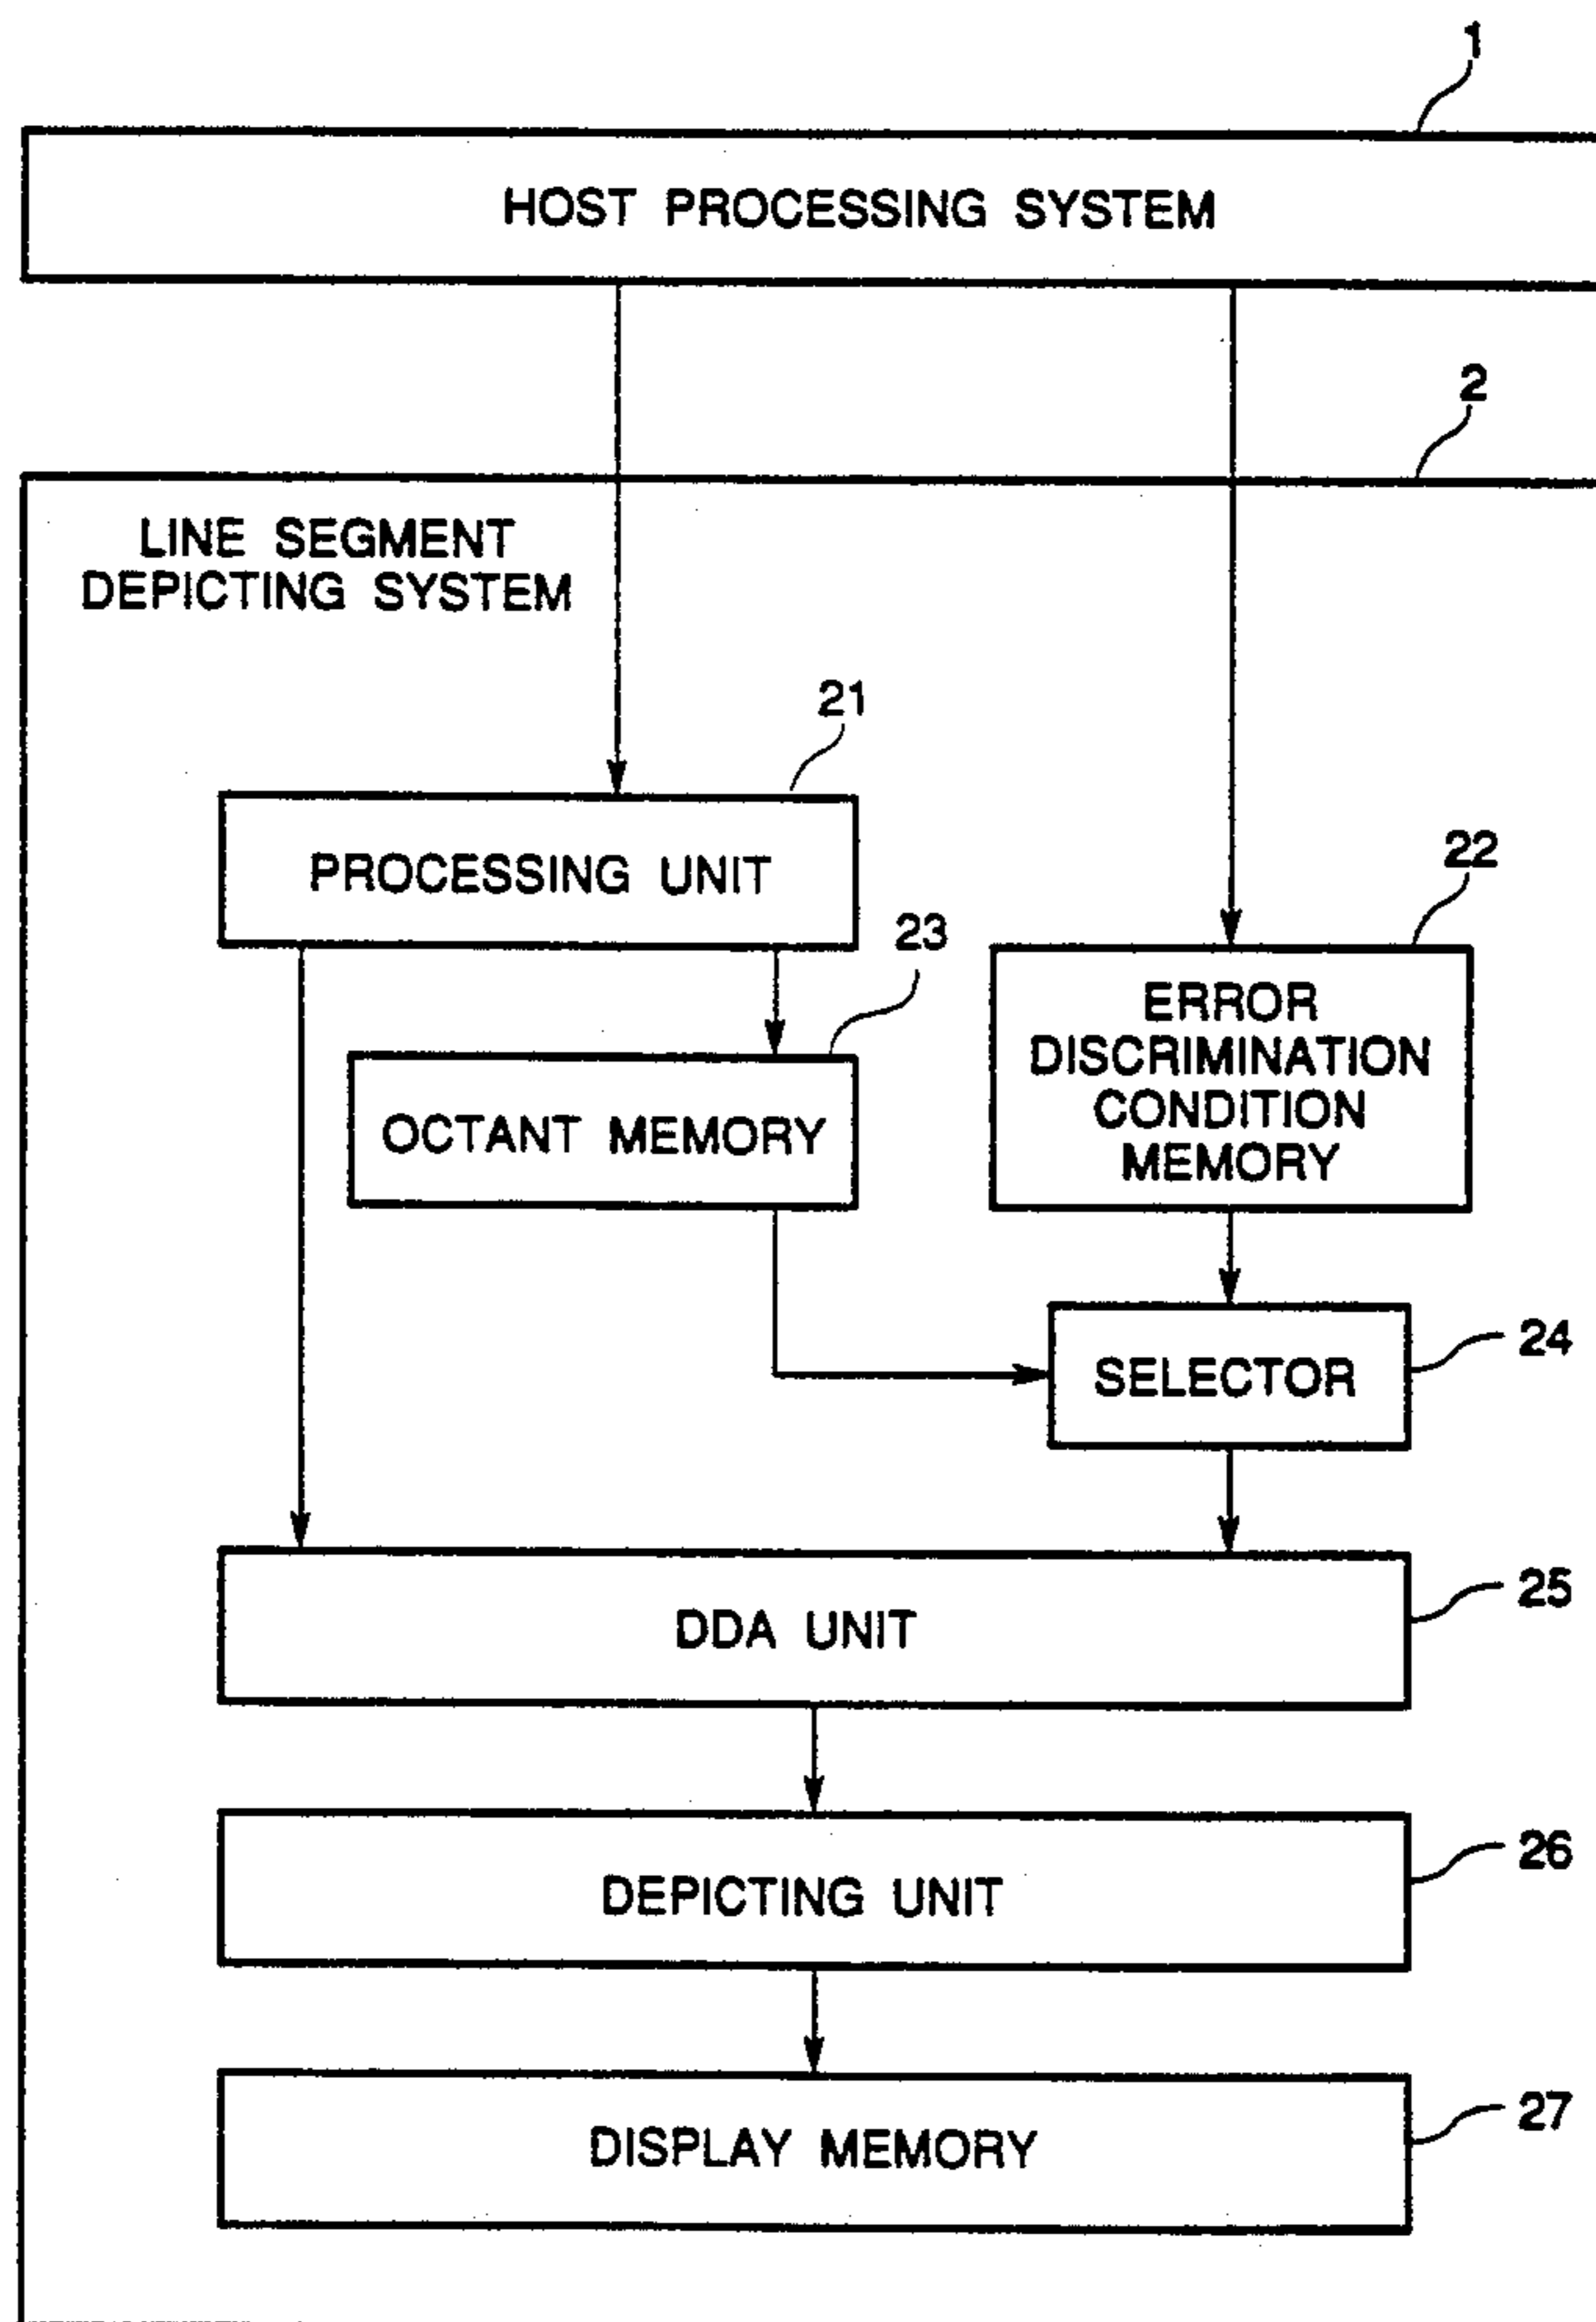 1
HOST PROCESSING SYSTEM
2
LINE SEGMENT
DEPICTING SYSTEM
21
PROCESSING UNIT
22
23
ERROR
DISCRIMINATION
CONDITION
MEMORY
OCTANT MEMORY
24
SELECTOR
25
DDA UNIT
26
DEPICTING UNIT
27
DISPLAY MEMORY